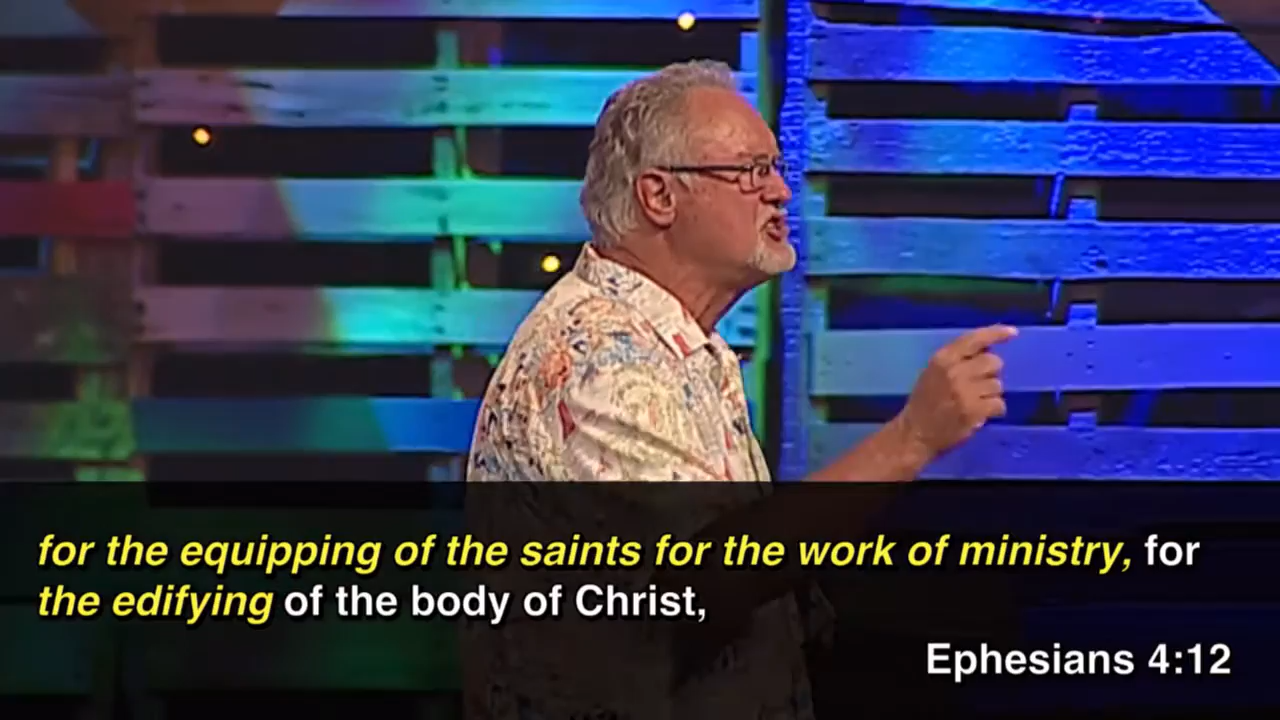 for the equipping of the saints for the work of ministry, for
the edifying of the body of Christ,
Ephesians 4:12